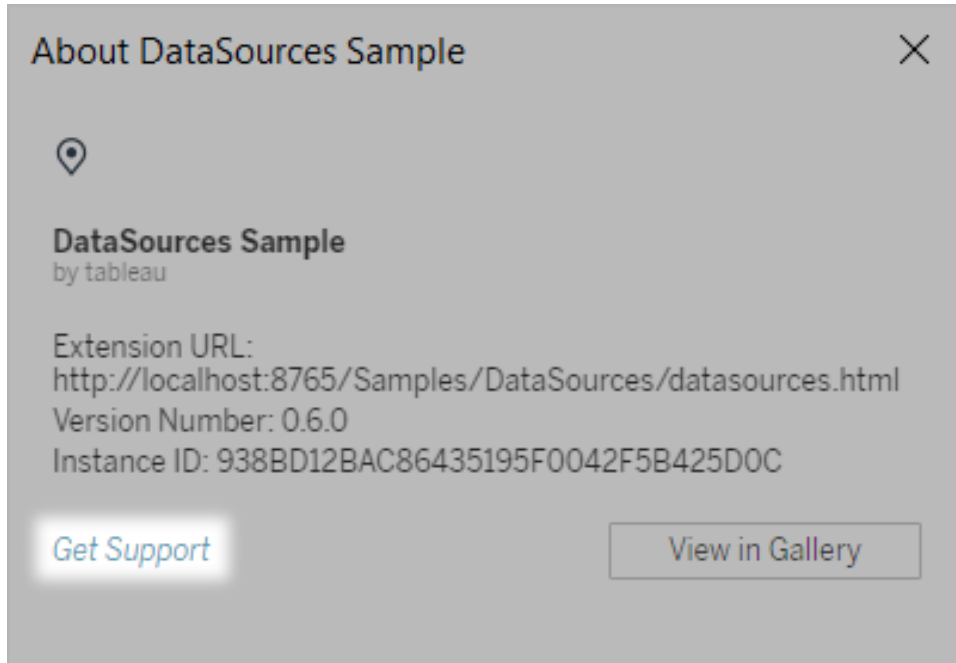 About DataSources Sample
DataSources Sample
by tableau
Extension URL:
http://localhost:8765/Samples/DataSources/datasources.html
Version Number: 0.6.0
Instance ID: 938BD12BAC86435195F0042F5B425D0C
Get Support
View in Gallery